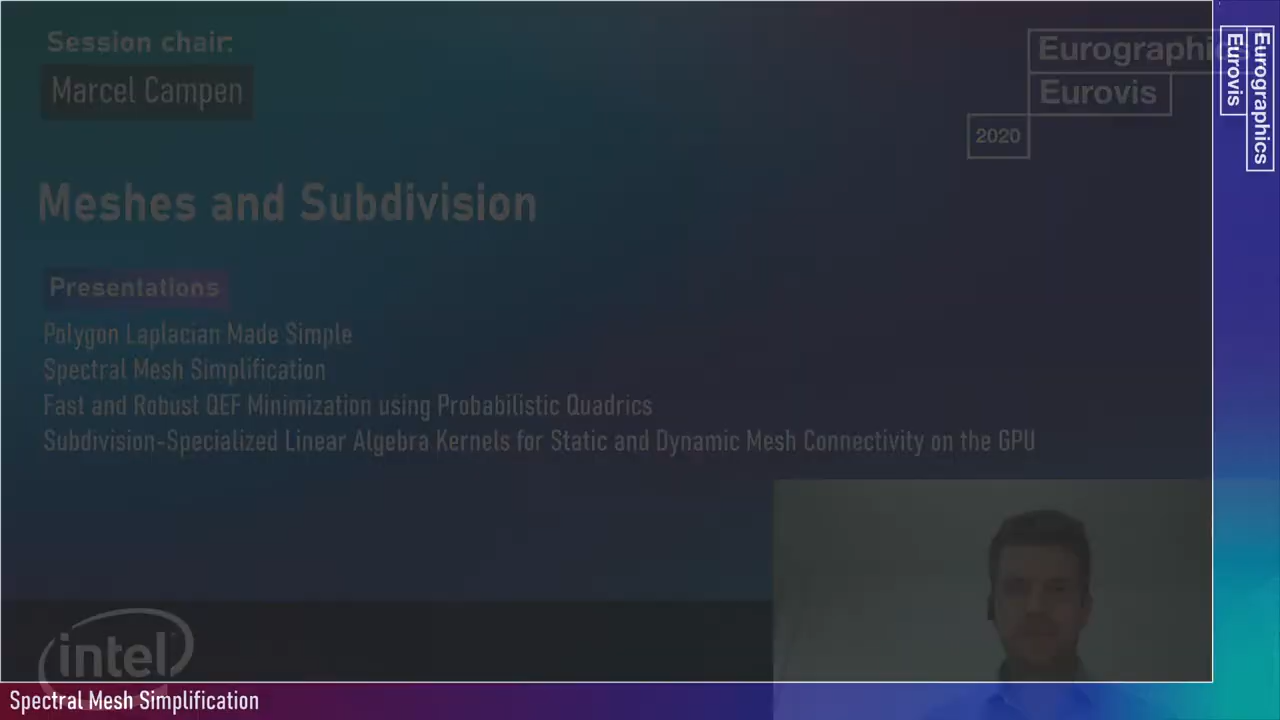 Session chair:
Marcel Campen
Eurographics
Eurovis
2020
Meshes and Subdivision
Presentations
Polygon Laplacian Made Simple
Spectral Mesh Simplification
Fast and Robust QEF Minimization using Probabilistic Quadrics
Subdivision-Specialized Linear Algebra Kernels for Static and Dynamic Mesh Connectivity on the GPU
intel
Spectral Mesh Simplification
Eurographics
Eurovis